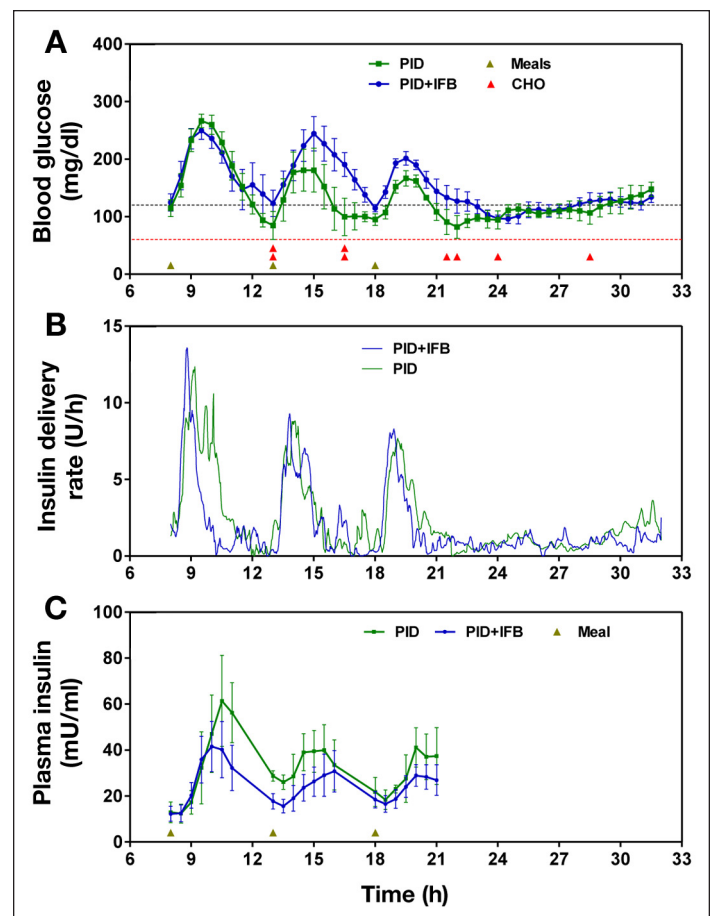 A
400
300
200
100
0
Blood glucose
(mg/dl)
PID
PID+IFB
Meals
CHO
6 9 12 15 18 21 24 27 30 33
B
15
10
5
0
Insulin delivery
rate (U/h)
PID+IFB
PID
6 9 12 15 18 21 24 27 30 33
C
100
80
60
40
20
0
Plasma insulin
(mU/ml)
PID PID+IFB Meal
6 9 12 15 18 21 24 27 30 33
Time (h)